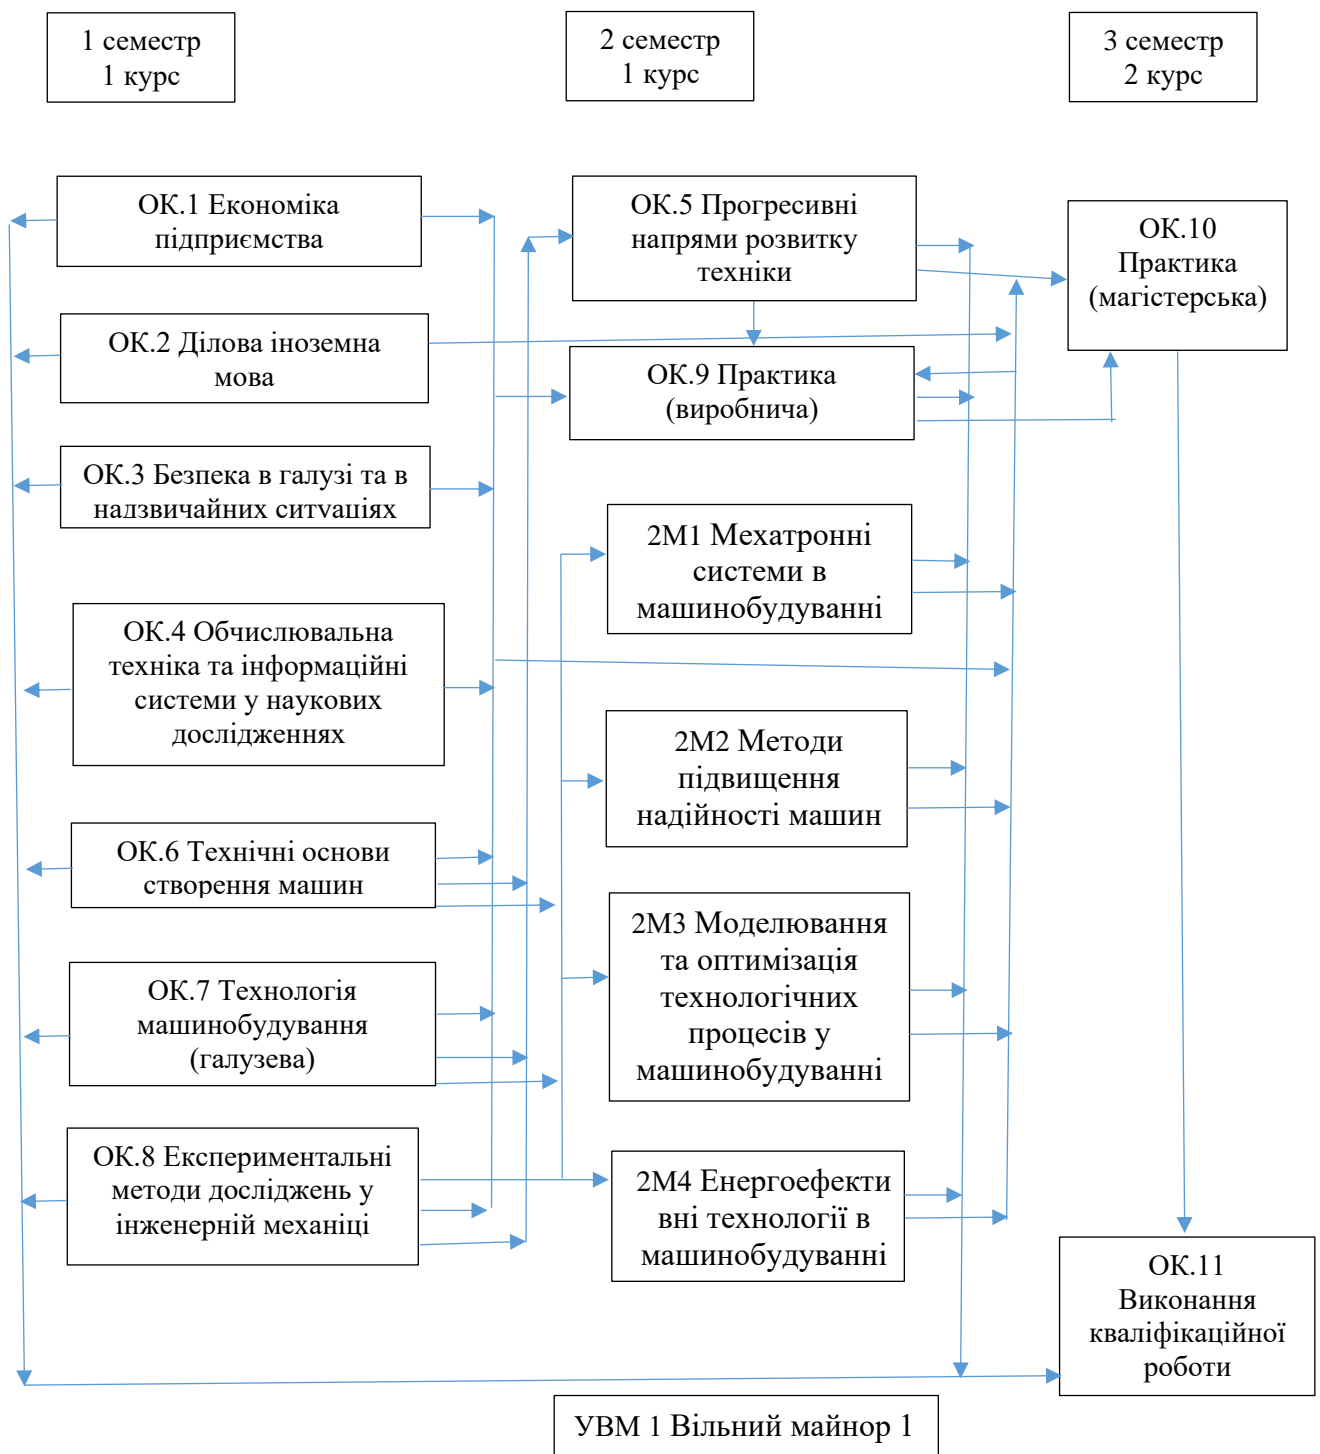 1 семестр
1 курс
2 семестр
1 курс
3 семестр
2 курс
ОК.1 Економіка
підприємства
ОК.2 Ділова іноземна
мова
ОК.3 Безпека в галузі та в
надзвичайних ситуаціях
ОК.4 Обчислювальна
техніка та інформаційні
системи у наукових
дослідженнях
ОК.6 Технічні основи
створення машин
ОК.7 Технологія
машинобудування
(галузева)
ОК.8 Експериментальні
методи досліджень у
інженерній механіці
ОК.5 Прогресивні
напрями розвитку
техніки
ОК.9 Практика
(виробнича)
2М1 Мехатронні
системи в
машинобудуванні
2М2 Методи
підвищення
надійності машин
2М3 Моделювання
та оптимізація
технологічних
процесів у
машинобудуванні
2М4 Енергоефекти
вні технології в
машинобудуванні
УВМ 1 Вільний майнор 1
ОК.10
Практика
(магістерська)
ОК.11
Виконання
кваліфікаційної
роботи